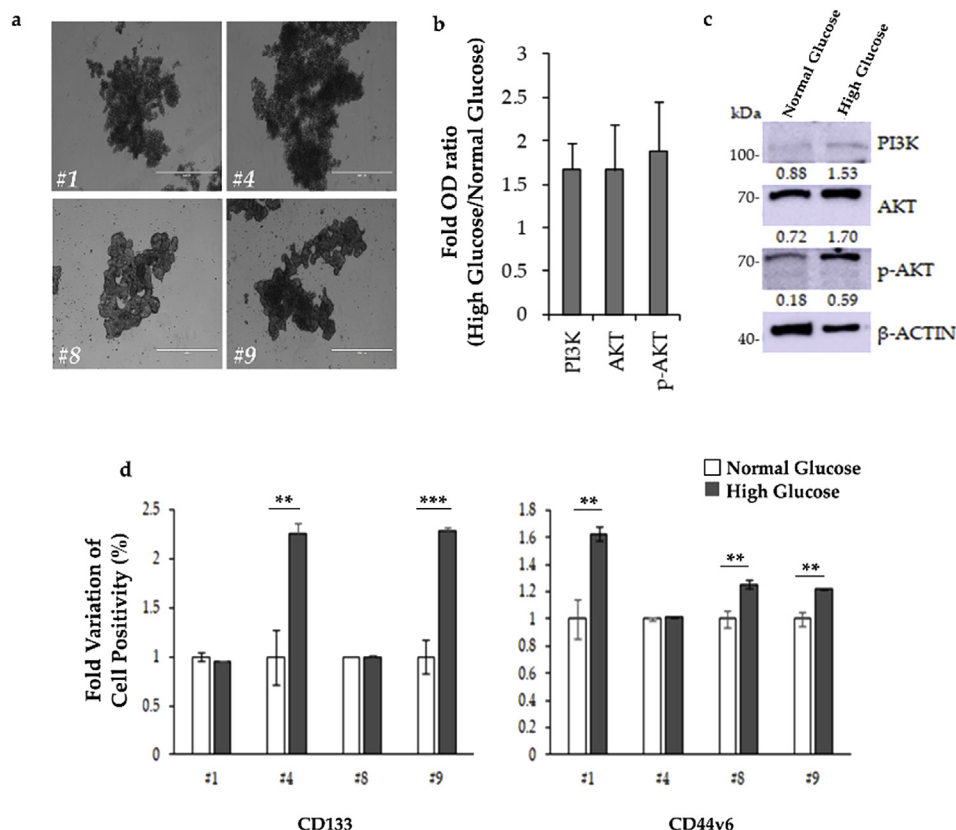 a
#1
#4
#8
#9
b
Fold OD ratio
(High Glucose/Normal Glucose)
3
2.5
2
1.5
1
0.5
0
PI3K
AKT
p-AKT
c
Normal Glucose
High Glucose
kDa
100-
PI3K
0.88 1.53
70-
AKT
0.72 1.70
70-
p-AKT
0.18 0.59
40-
β-ACTIN
d
Normal Glucose
High Glucose
Fold Variation of
Cell Positivity (%)
2.5
2
1.5
1
0.5
0
** ***
#1 #4 #8 #9
CD133
1.8
1.6
1.4
1.2
1
0.8
0.6
0.4
0.2
0
** ** **
#1 #4 #8 #9
CD44v6